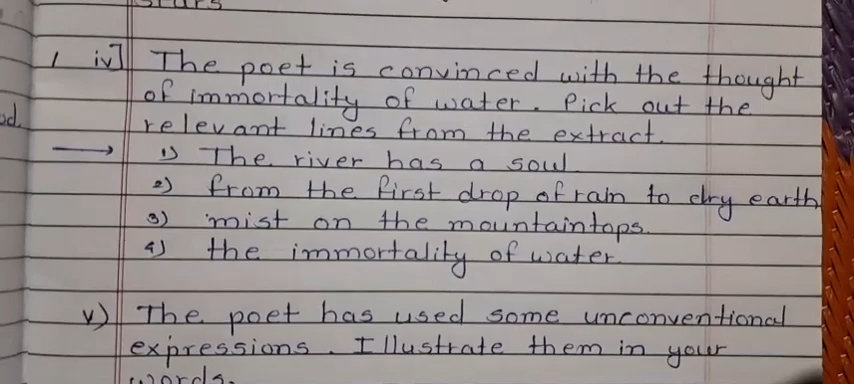 stars
/ iv] The poet is convinced with the thought
of immortality of water. Pick out the
relevant lines from the extract.
→ 1) The river has a soul
2) from the first drop of rain to dry earth
3) mist on the mountaintops.
4) the immortality of water.
v) The poet has used some unconventional
expressions. Illustrate them in your
words.